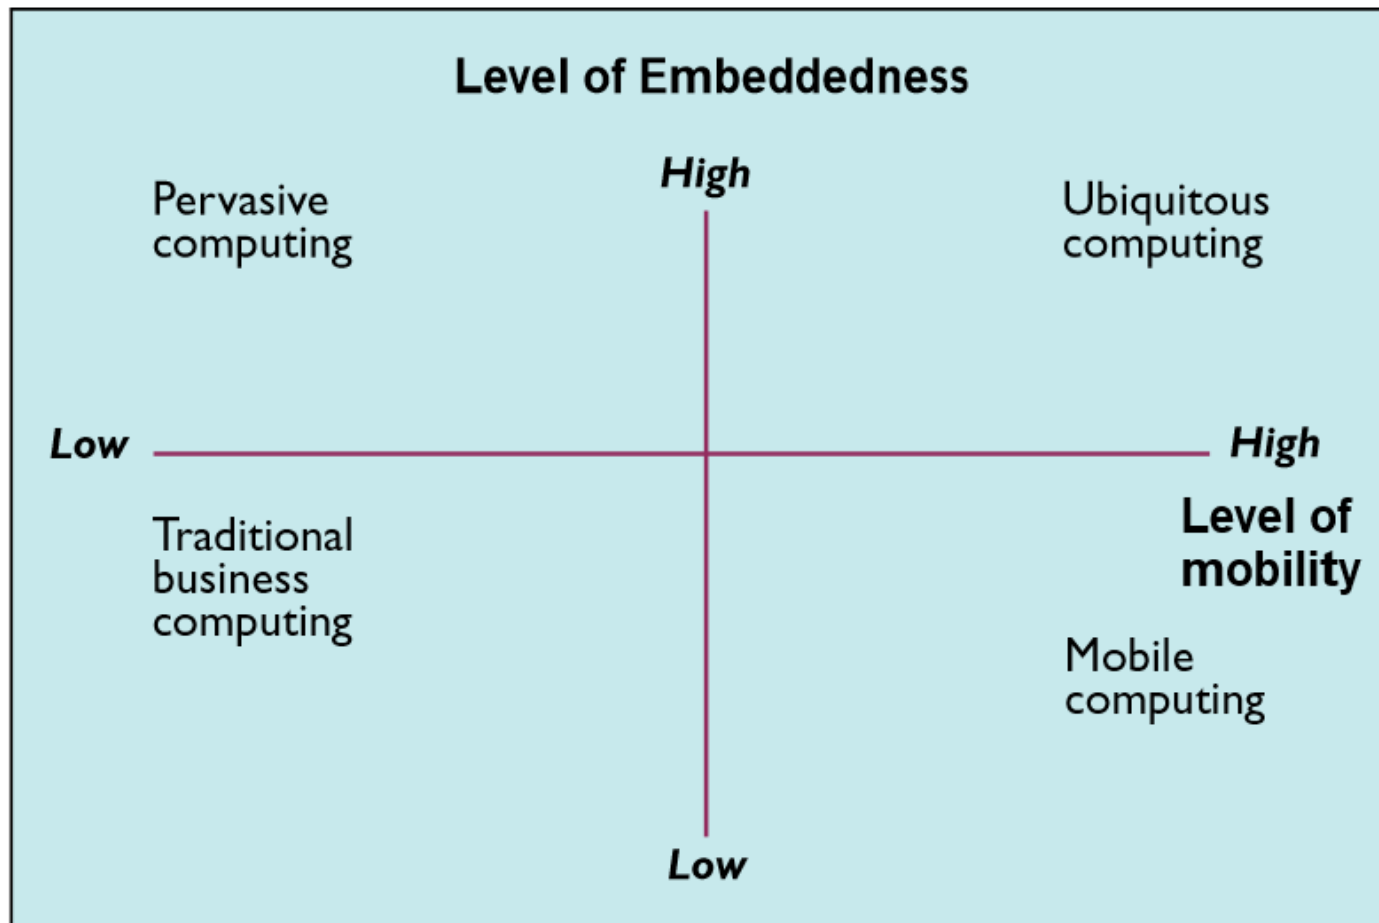 Level of Embeddedness
High
Pervasive
computing
Ubiquitous
computing
Low
High
Traditional
business
computing
Level of
mobility
Mobile
computing
Low